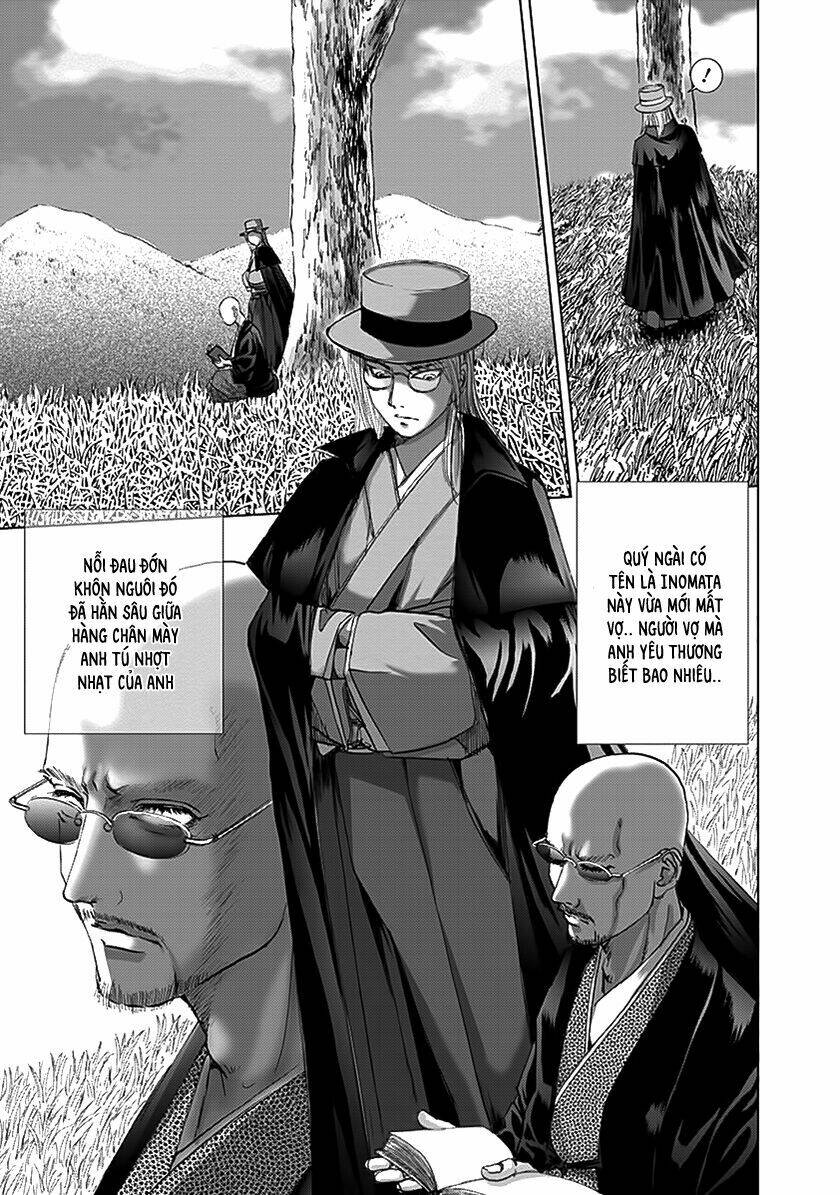 !
QUÝ NGÀI CÓ
TÊN LÀ INOMATA
NÀY VỪA MỚI MẤT
VỢ.. NGƯỜI VỢ MÀ
ANH YÊU THƯƠNG
BIẾT BAO NHIÊU..
NỖI ĐAU ĐỚN
KHÔN NGUÔI ĐÓ
ĐÃ HẰN SÂU GIỮA
HÀNG CHÂN MÀY
ANH TÚ NHỢT
NHẠT CỦA ANH